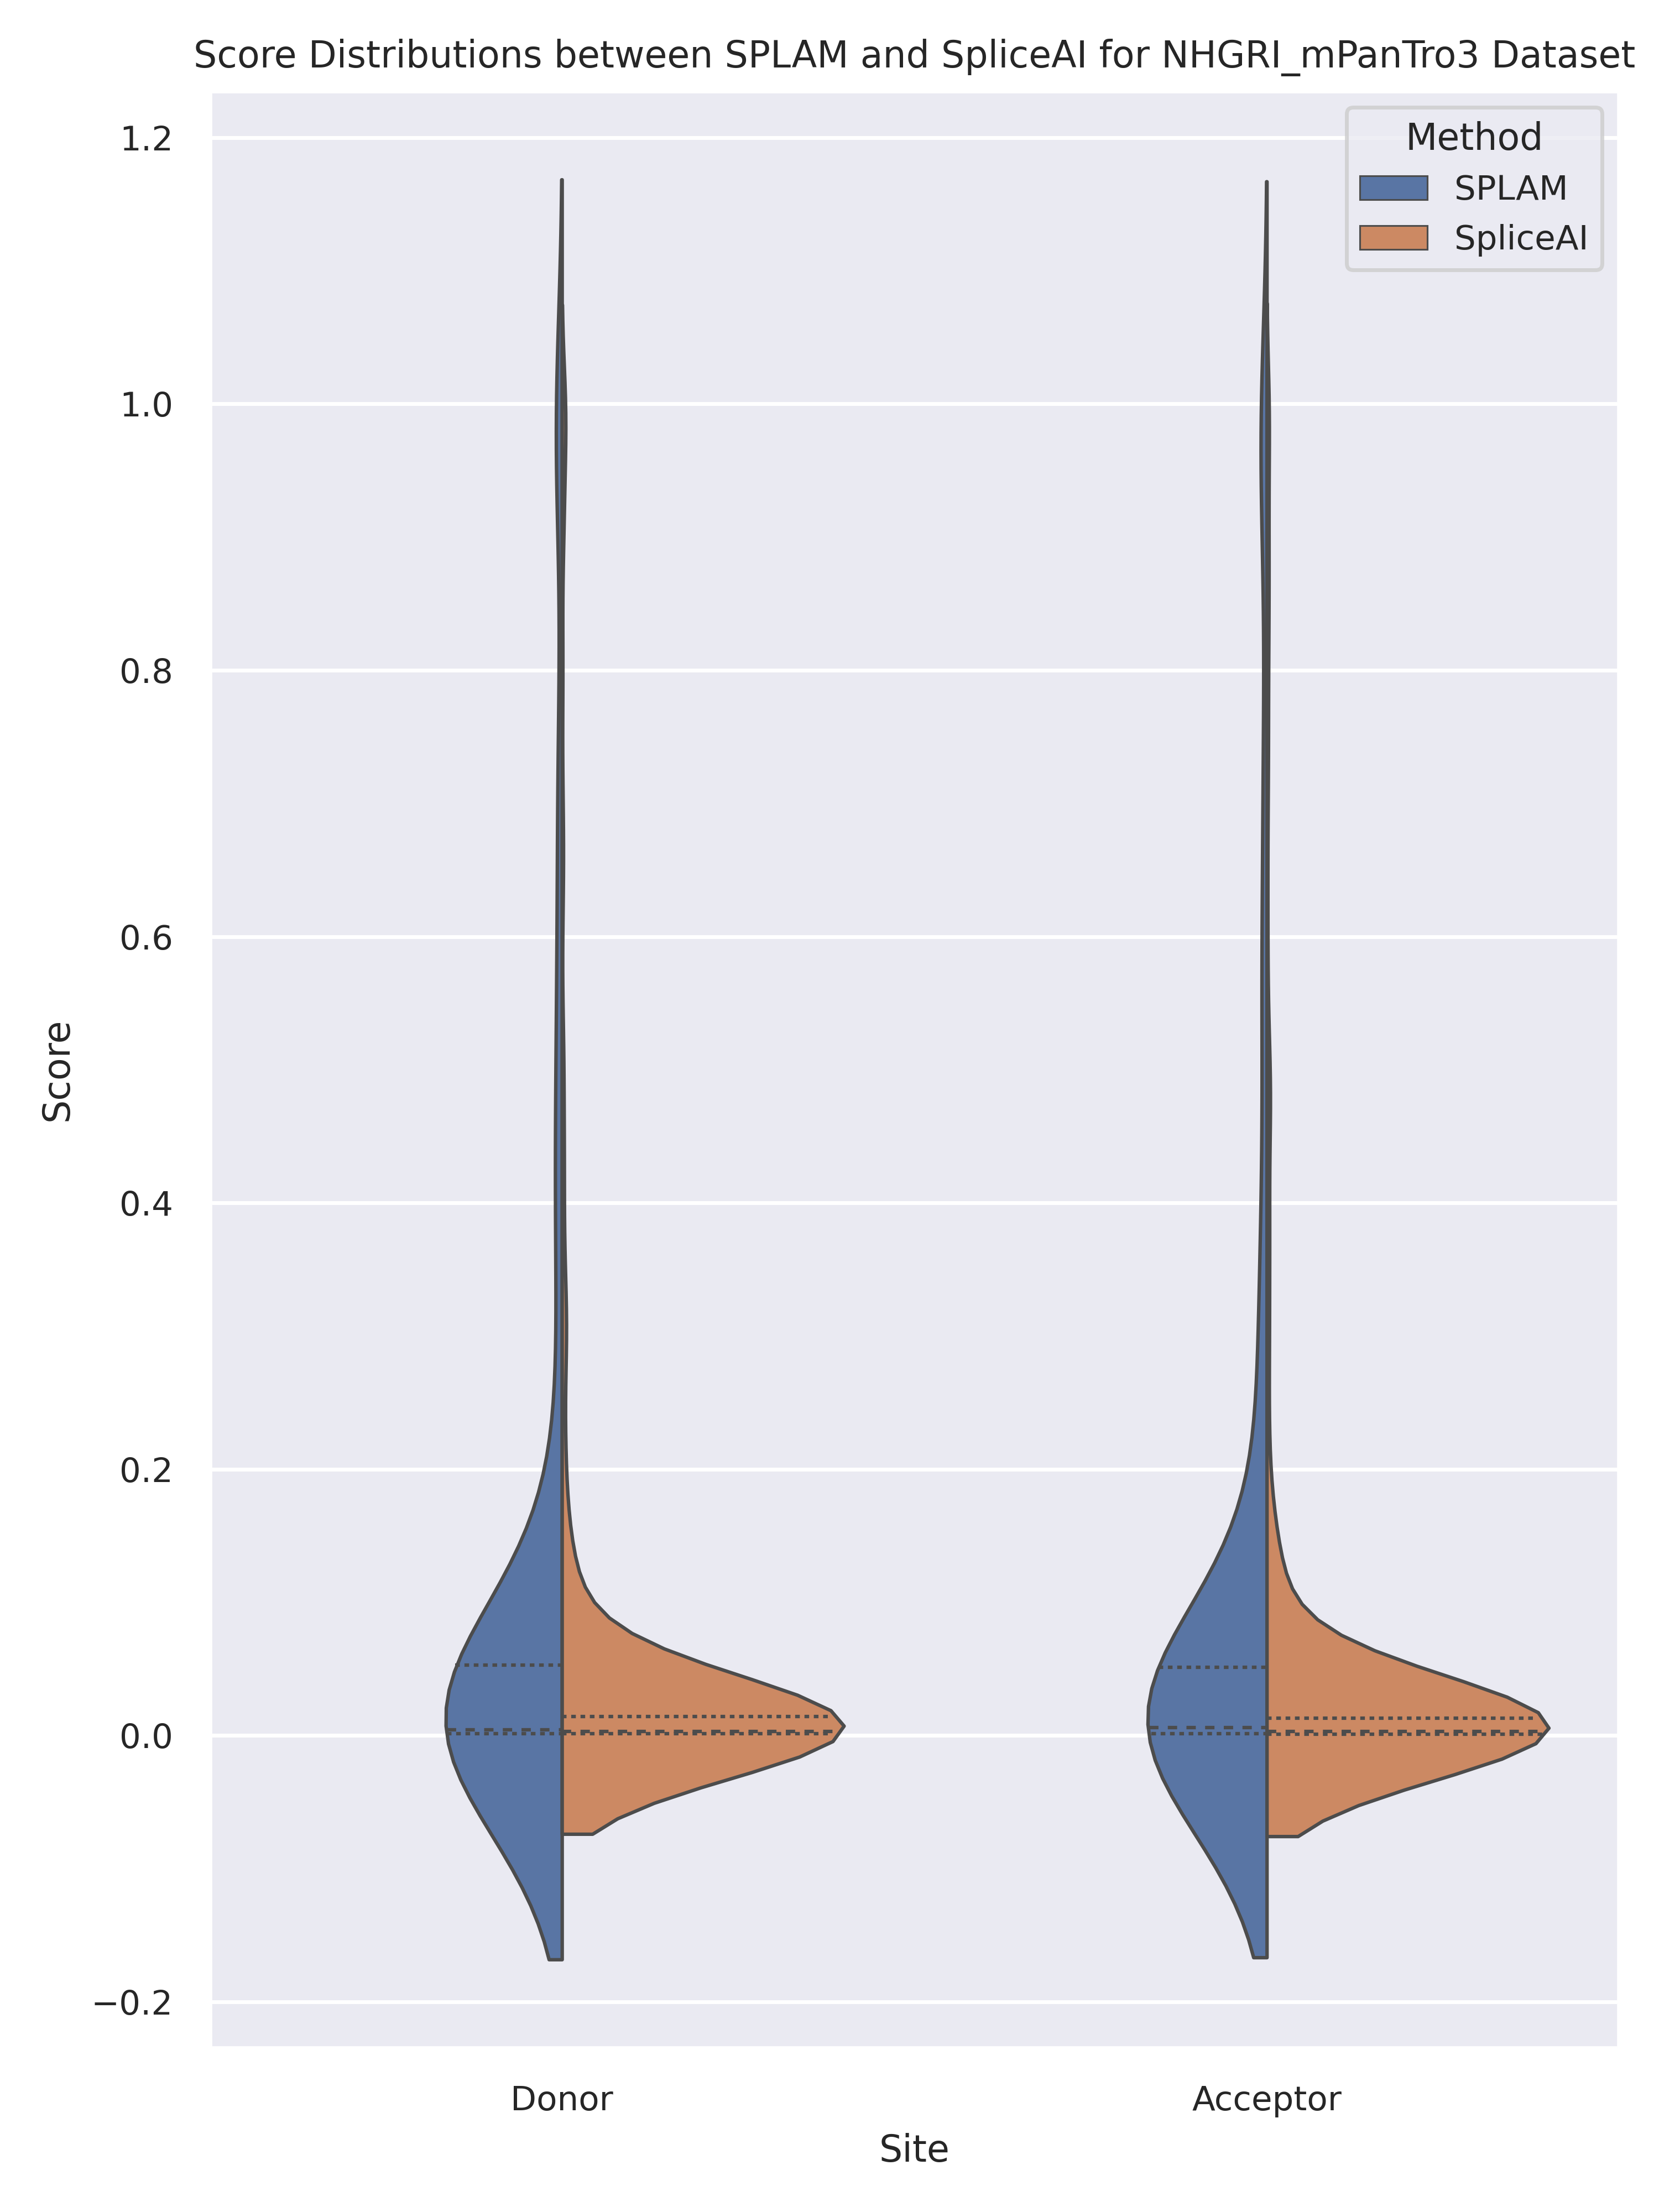 Score Distributions between SPLAM and SpliceAI for NHGRI_mPanTro3 Dataset
Method
SPLAM
SpliceAI
1.2
1.0
0.8
0.6
0.4
0.2
0.0
−0.2
Score
Donor
Acceptor
Site